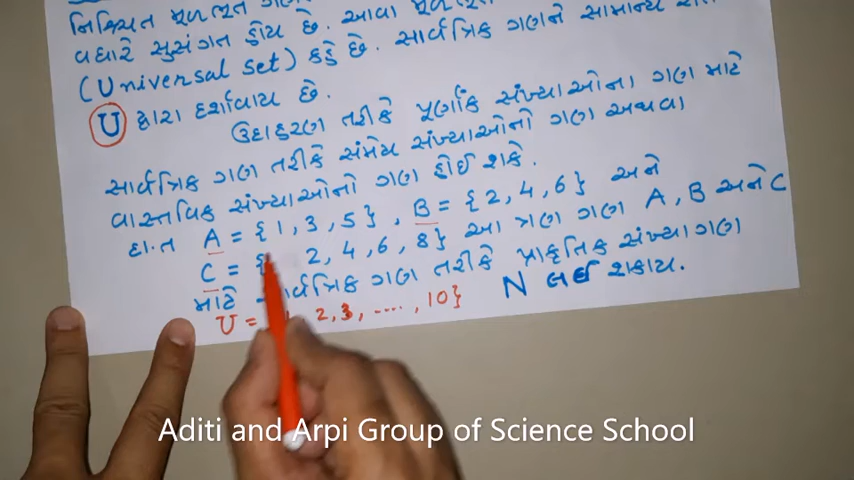 નિશ્ચિત મૂળભૂત ગણ
વધારે સુસંગત હોય છે. આવા મૂળભૂત
(Universal set) કહે છે. સાર્વત્રિક ગણને સામાન્ય રીતે
U દ્વારા દર્શાવાય છે.
ઉદાહરણ તરીકે પૂર્ણાંક સંખ્યાઓના ગણ માટે
સાર્વત્રિક ગણ તરીકે સંમેય સંખ્યાઓનો ગણ અથવા
વાસ્તવિક સંખ્યાઓનો ગણ હોઈ શકે.
દા.ત A = {1, 3, 5}, B = {2, 4, 6} અને
C = { 2, 4, 6, 8} આ ત્રણ ગણ A, B અને C
માટે સાર્વત્રિક ગણ તરીકે પ્રાકૃતિક સંખ્યા ગણ
N લઈ શકાય.
U = 1, 2, 3, ...., 10}
Aditi and Arpi Group of Science School